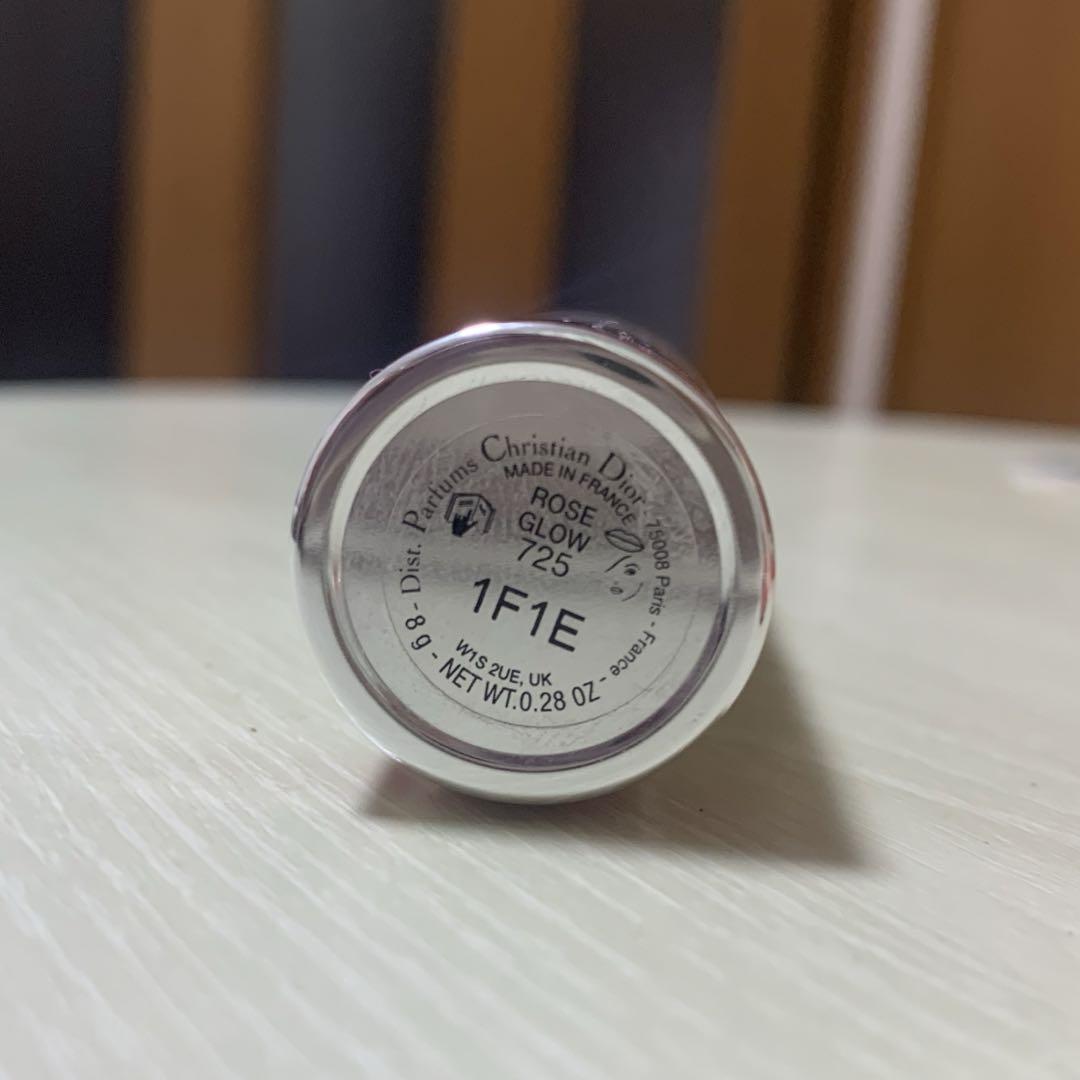 8 g - Dist. Parfums Christian Dior - 75008 Paris - France - NET WT.0.28 OZ -
MADE IN FRANCE
ROSE
GLOW
725
1F1E
W1S 2UE, UK